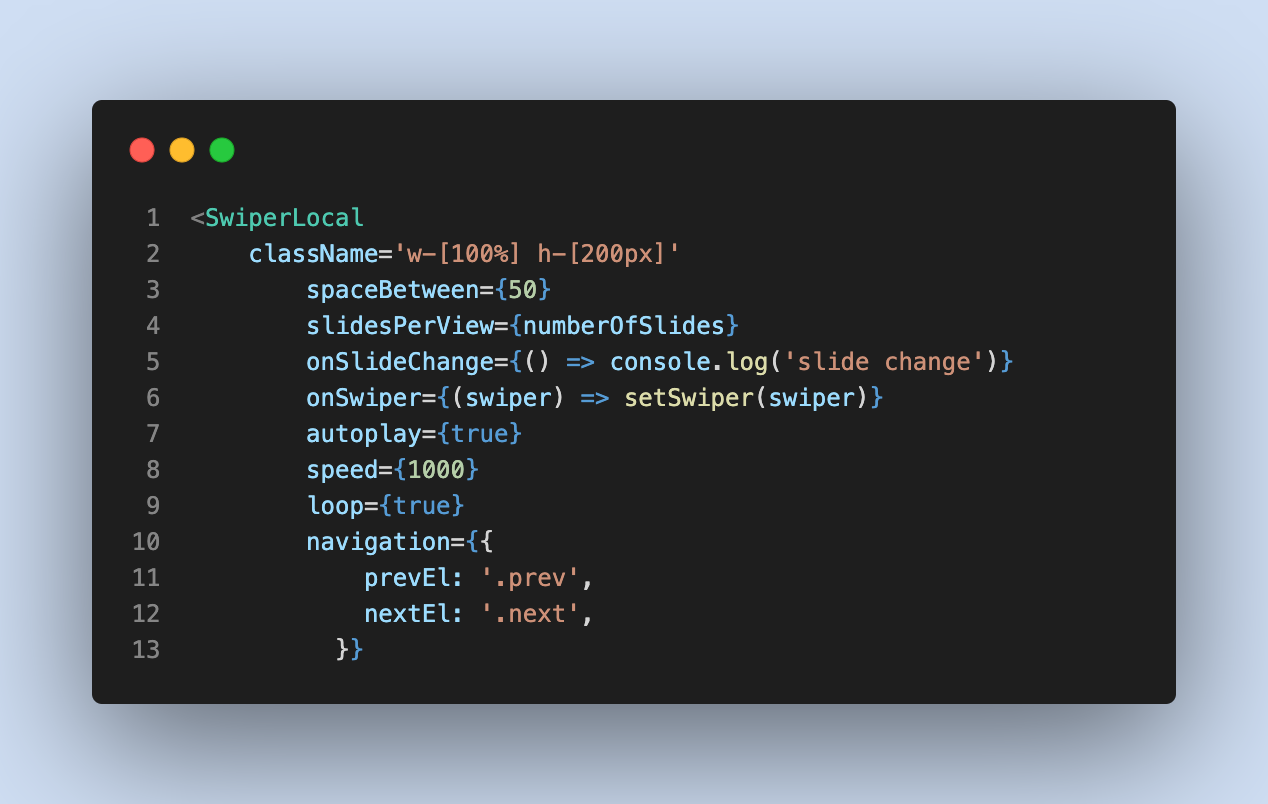 1 <SwiperLocal
2     className='w-[100%] h-[200px]'
3         spaceBetween={50}
4         slidesPerView={numberOfSlides}
5         onSlideChange={() => console.log('slide change')}
6         onSwiper={(swiper) => setSwiper(swiper)}
7         autoplay={true}
8         speed={1000}
9         loop={true}
10         navigation={{
11             prevEl: '.prev',
12             nextEl: '.next',
13           }}